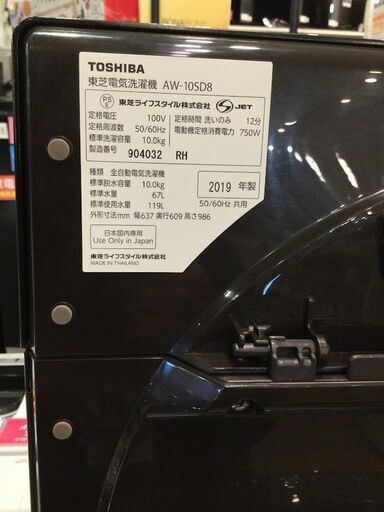 TOSHIBA
東芝電気洗濯機 AW-10SD8
PS E 東芝ライフスタイル株式会社 S JET
定格電圧 100V 定格時間 洗いのみ 12分
定格周波数 50/60Hz 電動機定格消費電力 750W
標準洗濯容量 10.0kg
製造番号 904032 RH
種類 全自動電気洗濯機
標準脱水容量 10.0kg 2019 年製
標準水量 67L
標準使用水量 119L 50/60Hz 共用
外形寸法mm 幅637 奥行609 高さ986
日本国内専用
Use Only in Japan
東芝ライフスタイル株式会社
MADE IN THAILAND